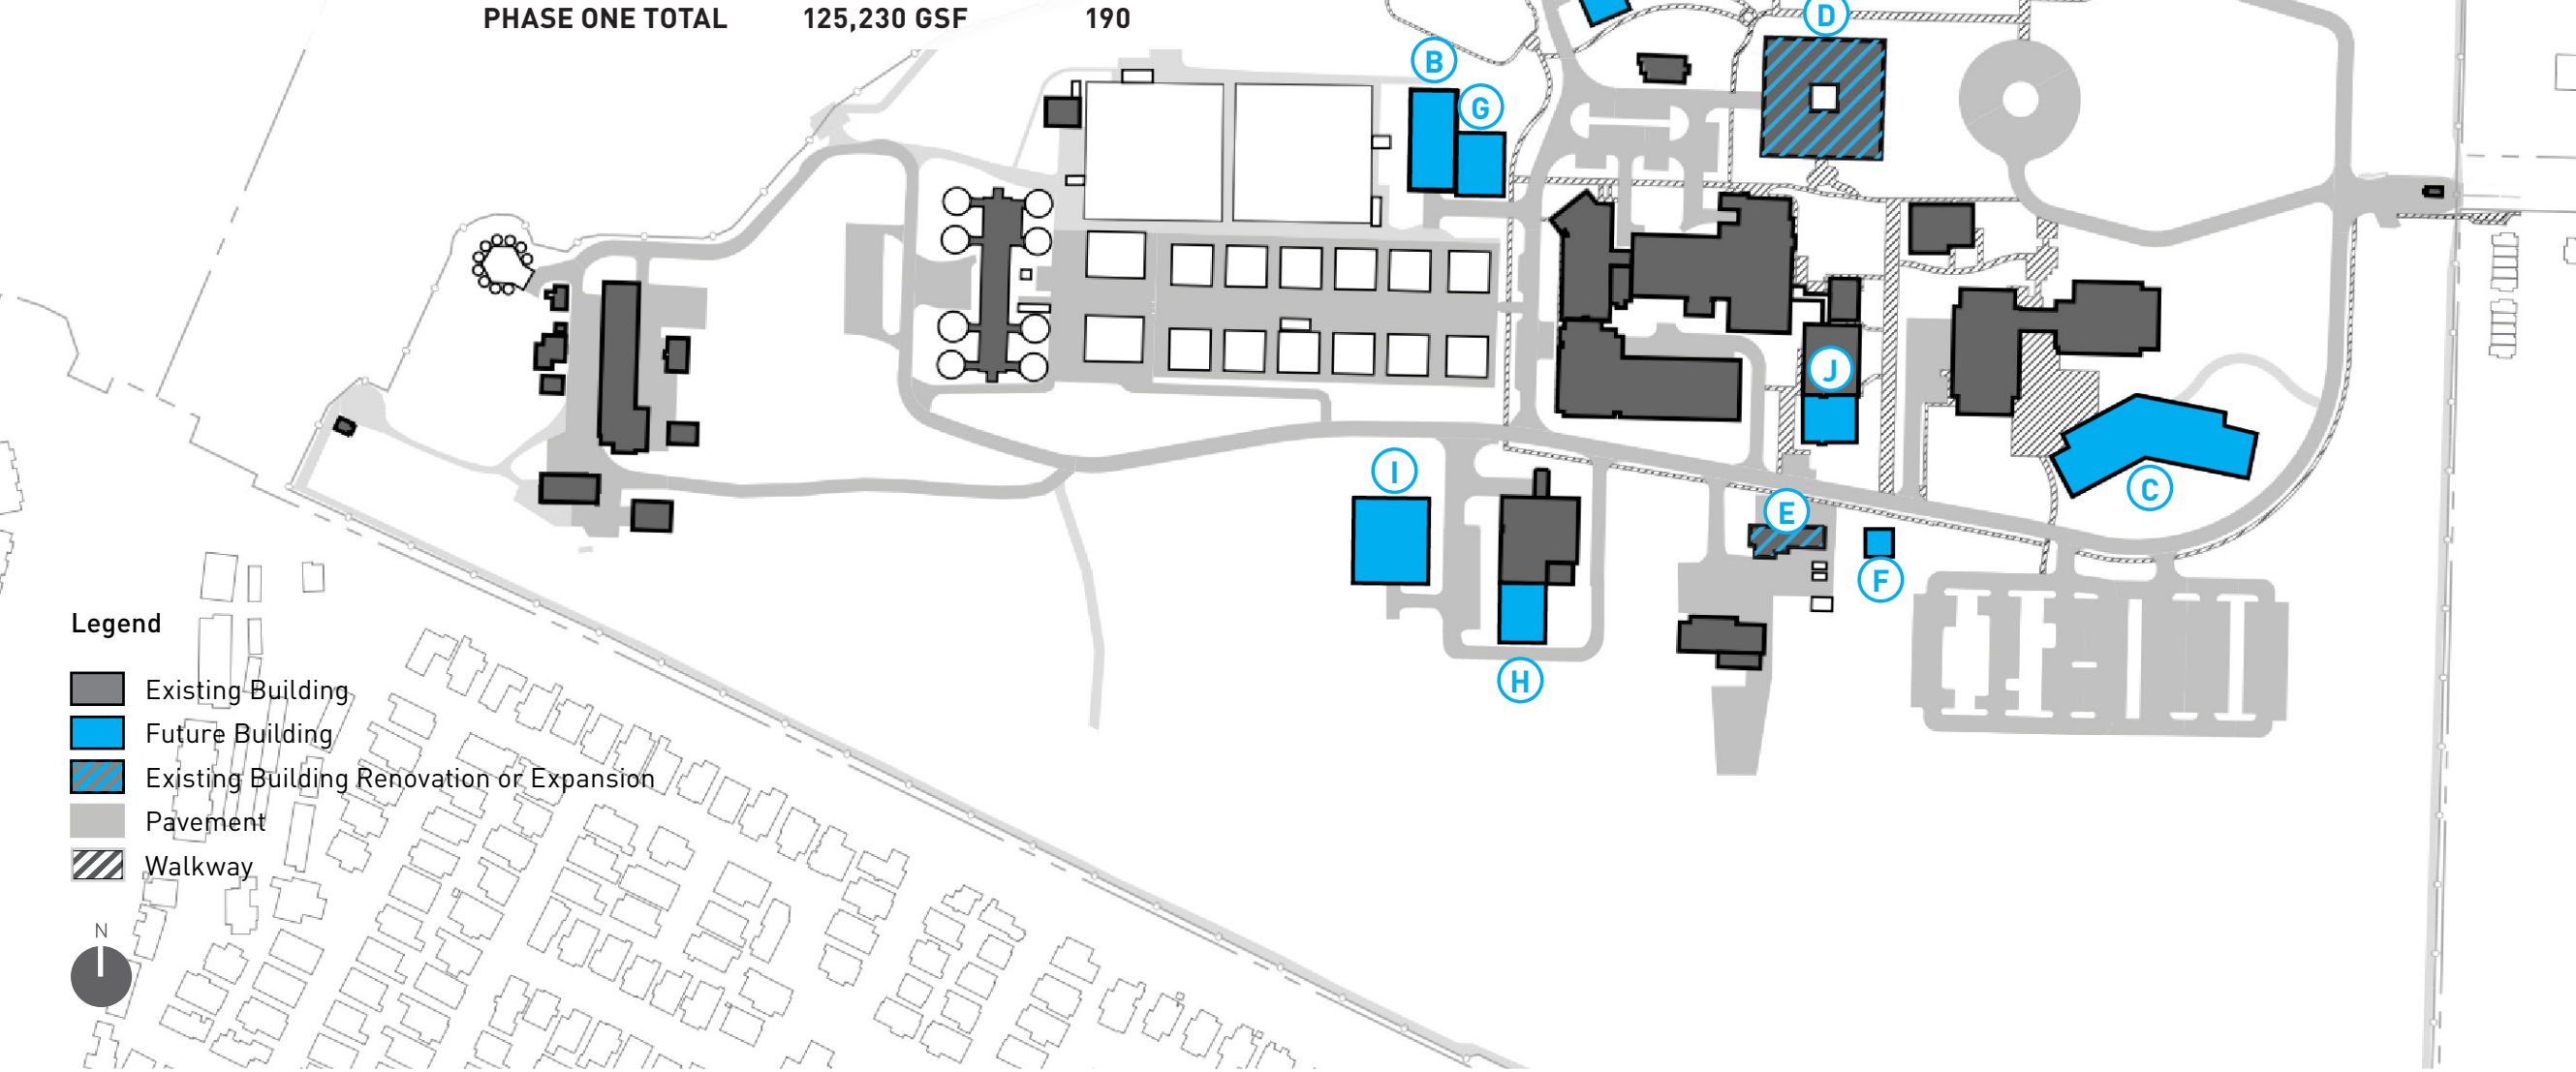 PHASE ONE TOTAL 125,230 GSF 190
D
B
G
J
I
C
E
F
H
Legend
Existing Building
Future Building
Existing Building Renovation or Expansion
Pavement
Walkway
N